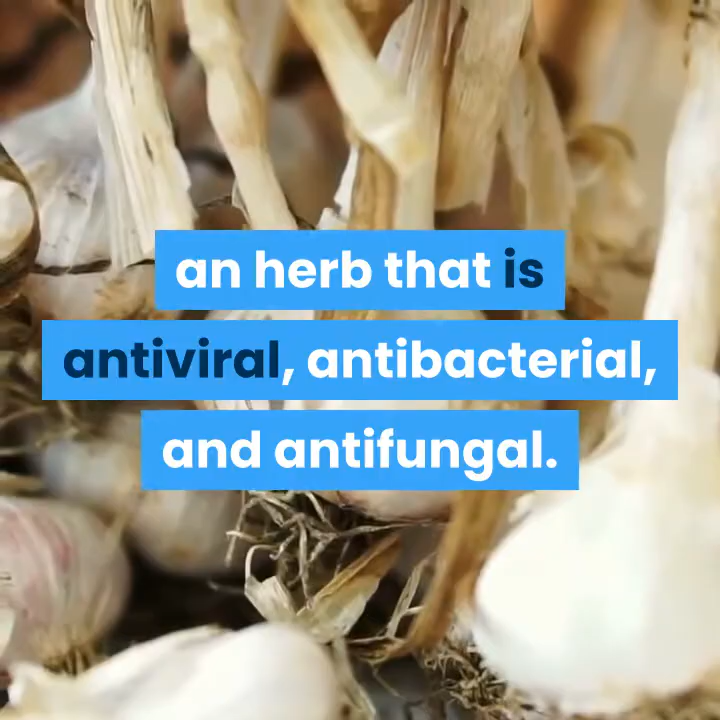 an herb that is
antiviral, antibacterial,
and antifungal.